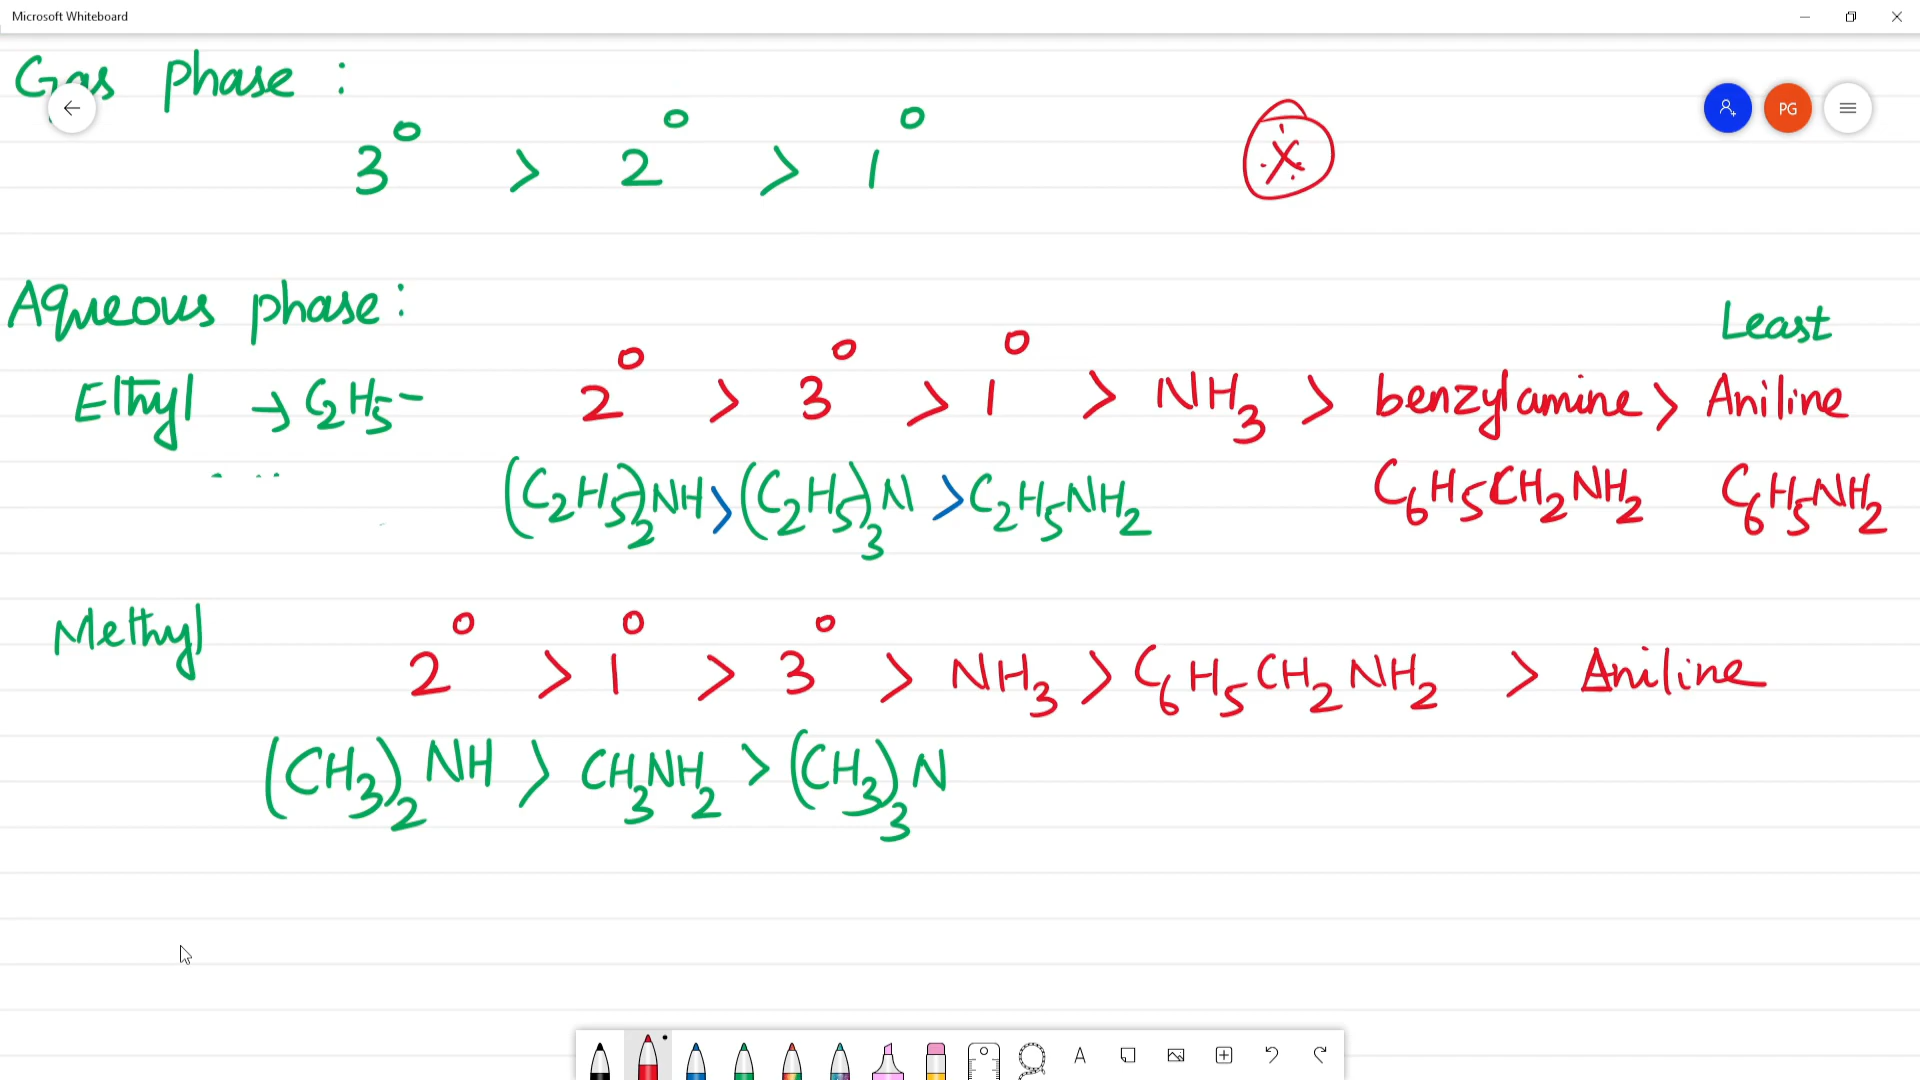 Microsoft Whiteboard
Gas phase :
3° > 2° > 1°
X
PG
Aqueous phase :
Least
Ethyl → C2H5-
2° > 3° > 1° > NH3 > benzylamine > Aniline
(C2H5)2NH > (C2H5)3N > C2H5NH2
C6H5CH2NH2
C6H5NH2
Methyl
2° > 1° > 3° > NH3 > C6H5CH2NH2 > Aniline
(CH3)2NH > CH3NH2 > (CH3)3N
A